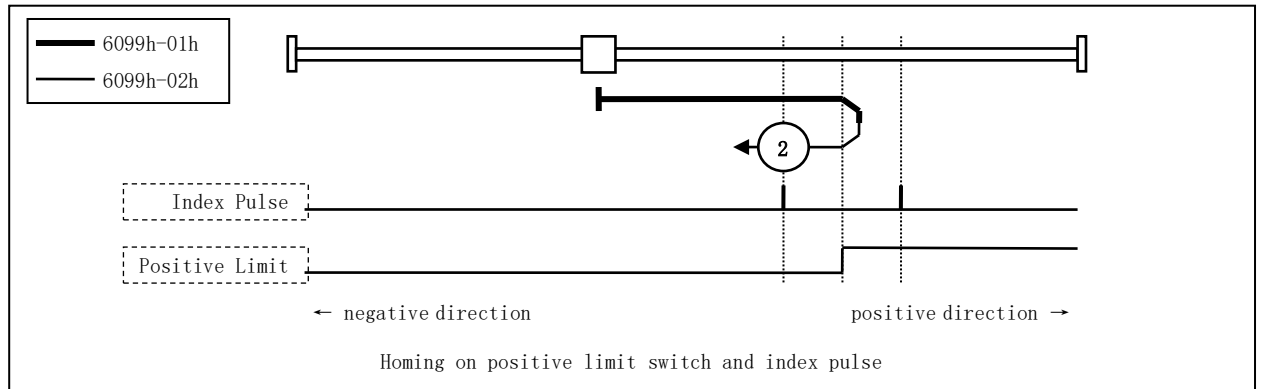 6099h-01h
6099h-02h
2
Index Pulse
Positive Limit
← negative direction
positive direction →
Homing on positive limit switch and index pulse